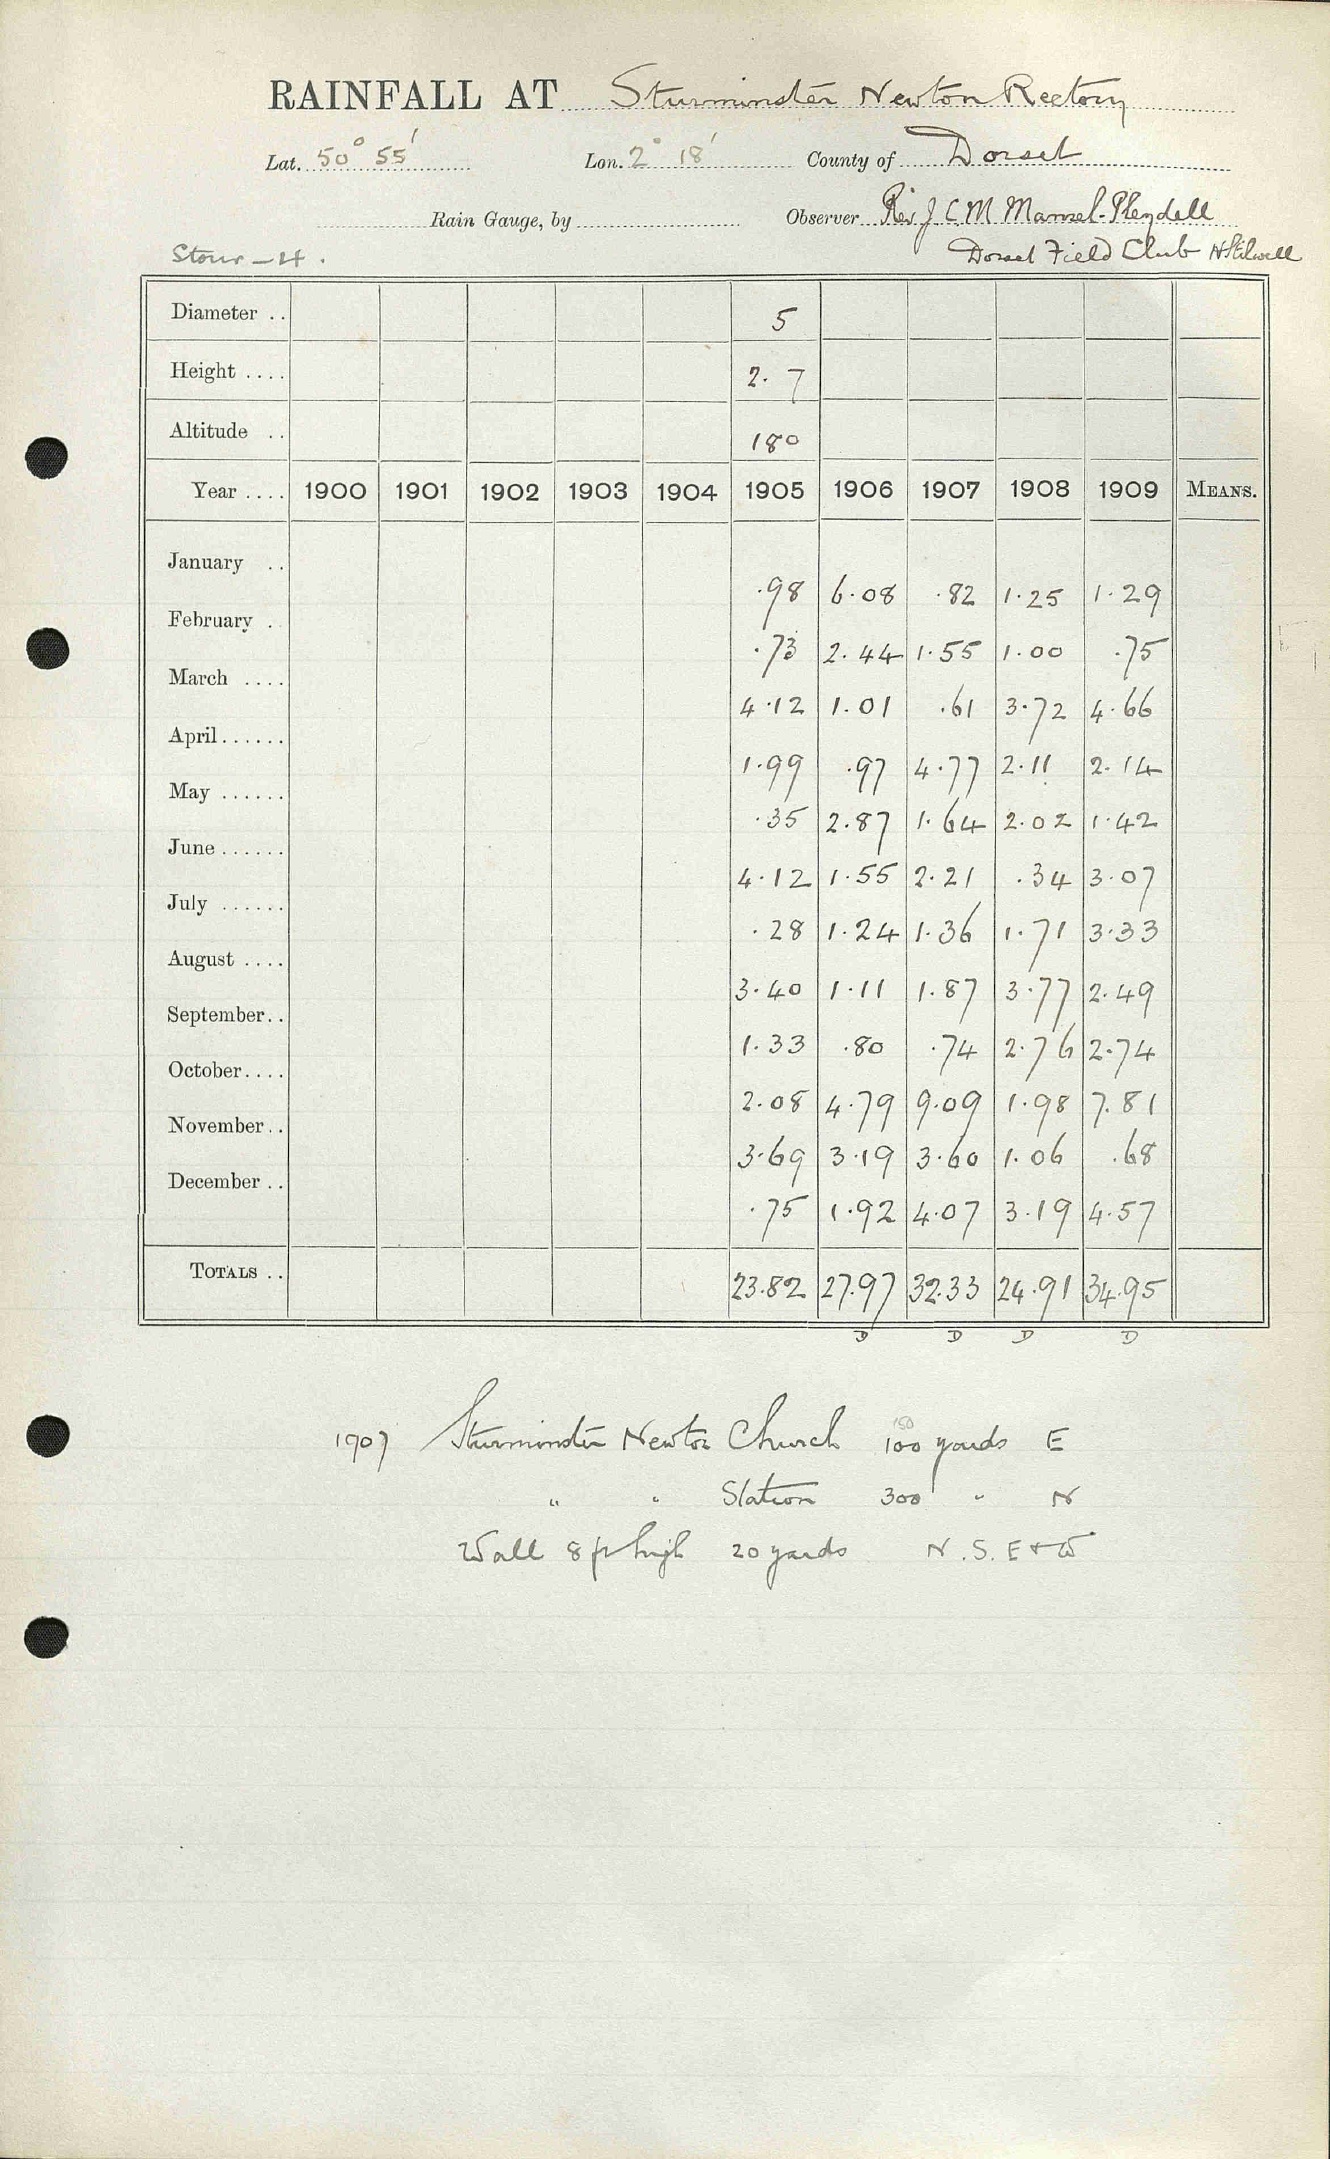 RAINFALL AT Sturminster Newton Rectory
Lat. 50° 55' Lon. 2° 18' County of Dorset
Rain Gauge, by Observer Rev J C M Mansel-Pleydell
Stour - 4. Dorset Field Club H Stilwell
Diameter .. 5
Height .... 2. 7
Altitude .. 180
Year .... 1900 1901 1902 1903 1904 1905 1906 1907 1908 1909 MEANS.
January .. .98 6.08 .82 1.25 1.29
February . .73 2.44 1.55 1.00 .75
March .... 4.12 1.01 .61 3.72 4.66
April...... 1.99 .97 4.77 2.11 2.14
May ...... .35 2.87 1.64 2.02 1.42
June...... 4.12 1.55 2.21 .34 3.07
July ...... .28 1.24 1.36 1.71 3.33
August .... 3.40 1.11 1.87 3.77 2.49
September.. 1.33 .80 .74 2.76 2.74
October.... 2.08 4.79 9.09 1.98 7.81
November.. 3.69 3.19 3.60 1.06 .68
December.. .75 1.92 4.07 3.19 4.57
TOTALS .. 23.82 27.97 32.33 24.91 34.95
D D D D
150
1907 Sturminster Newton Church 100 yards E
" " Station 300 " N
Wall 8 ft high 20 yards N. S. E + W